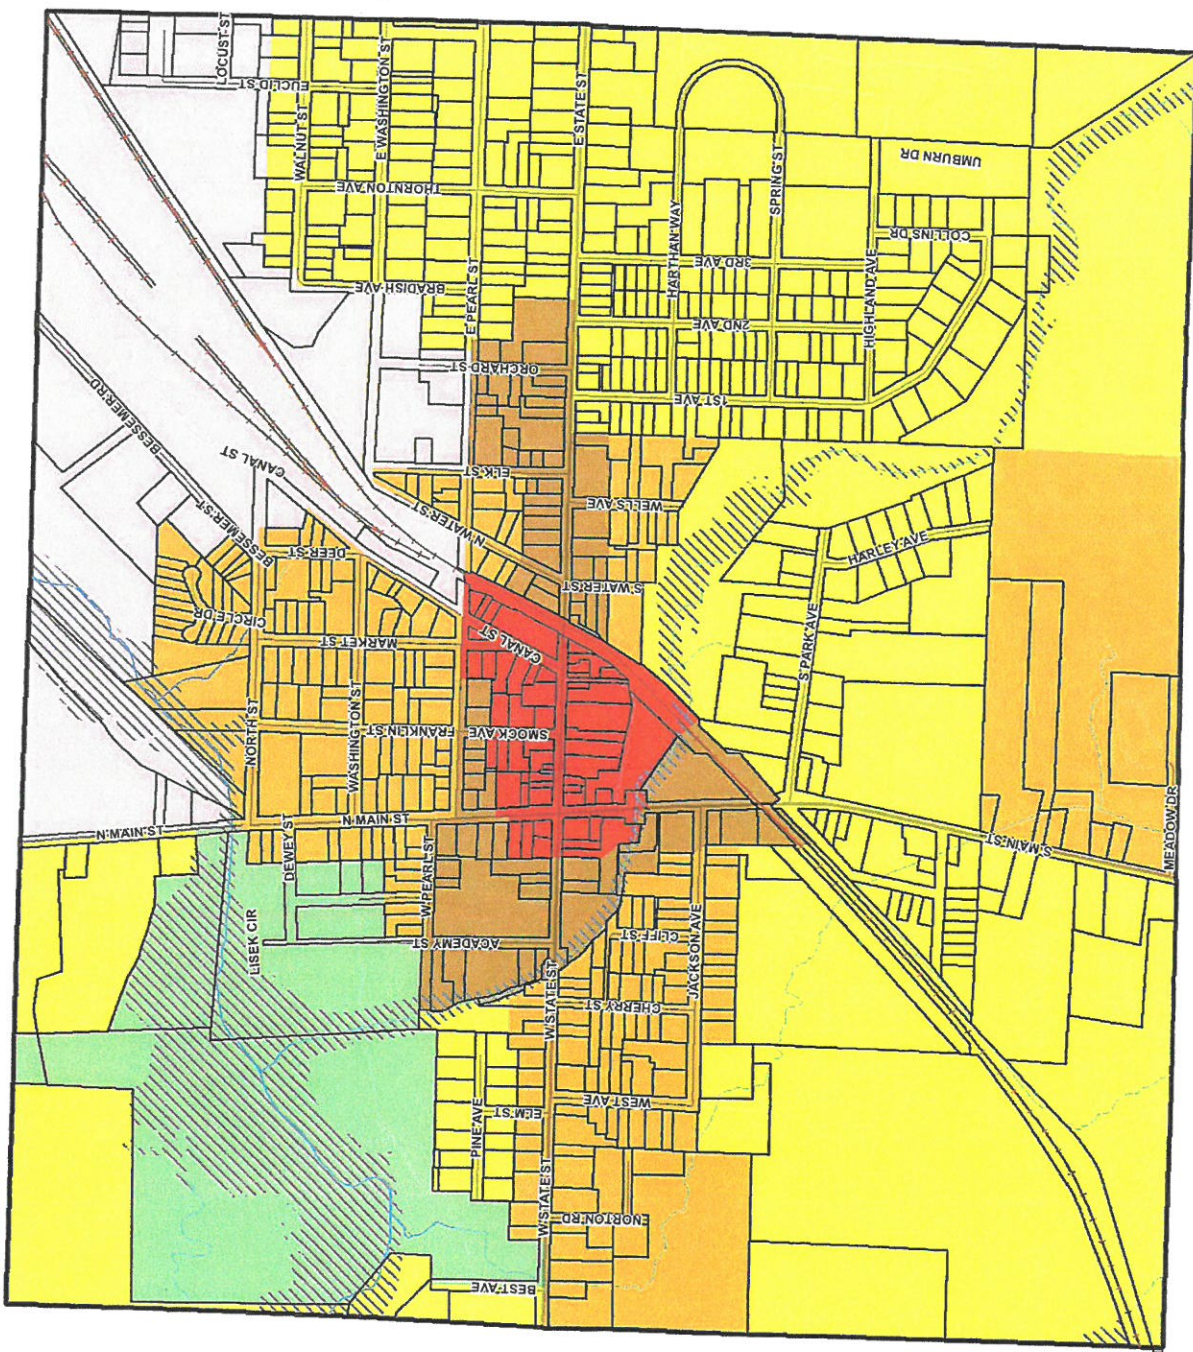 LOCUST ST
EUCLID ST
WALNUT ST
E WASHINGTON ST
THORNTON AVE
E STATE ST
HARTHAN WAY
SPRING ST
UMBURN DR
COLLINS DR
3RD AVE
BRADISH AVE
E PEARL ST
2ND AVE
HIGHLAND AVE
ORCHARD ST
1ST AVE
BESSEMER RD
CANAL ST
ELK ST
WELLS AVE
N WATER ST
BESSEMER ST
DEER ST
S WATER ST
HARLEY AVE
CIRCLE DR
MARKET ST
CANAL ST
S PARK AVE
NORTH ST
WASHINGTON ST
FRANKLIN ST
SMOCK AVE
N MAIN ST
N MAIN ST
DEWEY ST
W PEARL ST
S MAIN ST
MEADOW DR
LISEK CIR
ACADEMY ST
CLIFF ST
JACKSON AVE
W STATE ST
CHERRY ST
PINE AVE
ELM ST
WEST AVE
W STATE ST
NORTON RD
BEST AVE